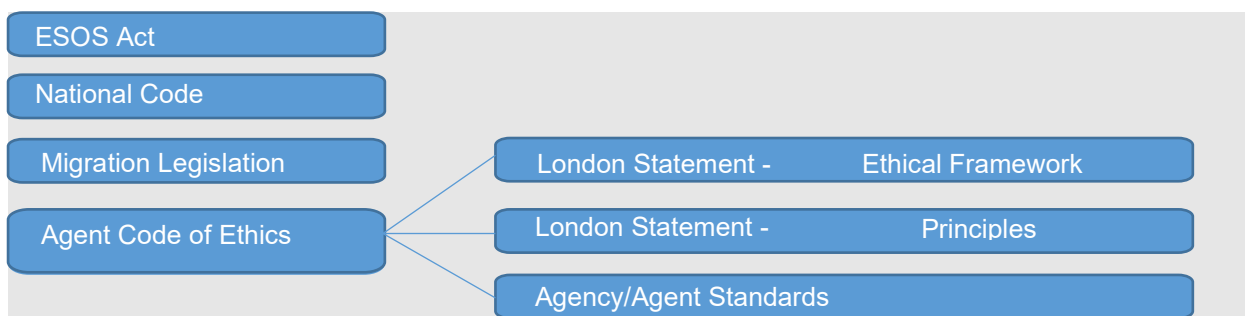 ESOS Act
National Code
Migration Legislation
Agent Code of Ethics
London Statement - Ethical Framework
London Statement - Principles
Agency/Agent Standards